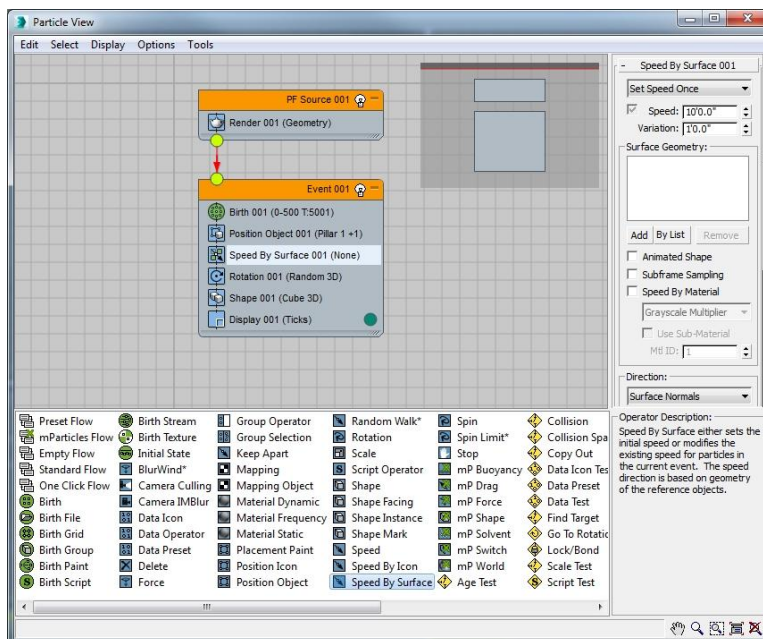 Particle View
Edit Select Display Options Tools
PF Source 001
Render 001 (Geometry)
Event 001
Birth 001 (0-500 T:5001)
Position Object 001 (Pillar 1 +1)
Speed By Surface 001 (None)
Rotation 001 (Random 3D)
Shape 001 (Cube 3D)
Display 001 (Ticks)
- Speed By Surface 001
Set Speed Once
Speed: 10'0.0"
Variation: 1'0.0"
Surface Geometry:
Add By List Remove
Animated Shape
Subframe Sampling
Speed By Material
Grayscale Multiplier
Use Sub-Material
Mtl ID: 1
Direction:
Surface Normals
Preset Flow Birth Stream Group Operator Random Walk* Spin Collision
mParticles Flow Birth Texture Group Selection Rotation Spin Limit* Collision Spa
Empty Flow Initial State Keep Apart Scale Stop Copy Out
Standard Flow BlurWind* Mapping Script Operator mP Buoyancy Data Icon Tes
One Click Flow Camera Culling Mapping Object Shape mP Drag Data Preset
Birth Camera IMBlur Material Dynamic Shape Facing mP Force Data Test
Birth File Data Icon Material Frequency Shape Instance mP Shape Find Target
Birth Grid Data Operator Material Static Shape Mark mP Solvent Go To Rotatio
Birth Group Data Preset Placement Paint Speed mP Switch Lock/Bond
Birth Paint Delete Position Icon Speed By Icon mP World Scale Test
Birth Script Force Position Object Speed By Surface Age Test Script Test
Operator Description:
Speed By Surface either sets the
initial speed or modifies the
existing speed for particles in
the current event. The speed
direction is based on geometry
of the reference objects.